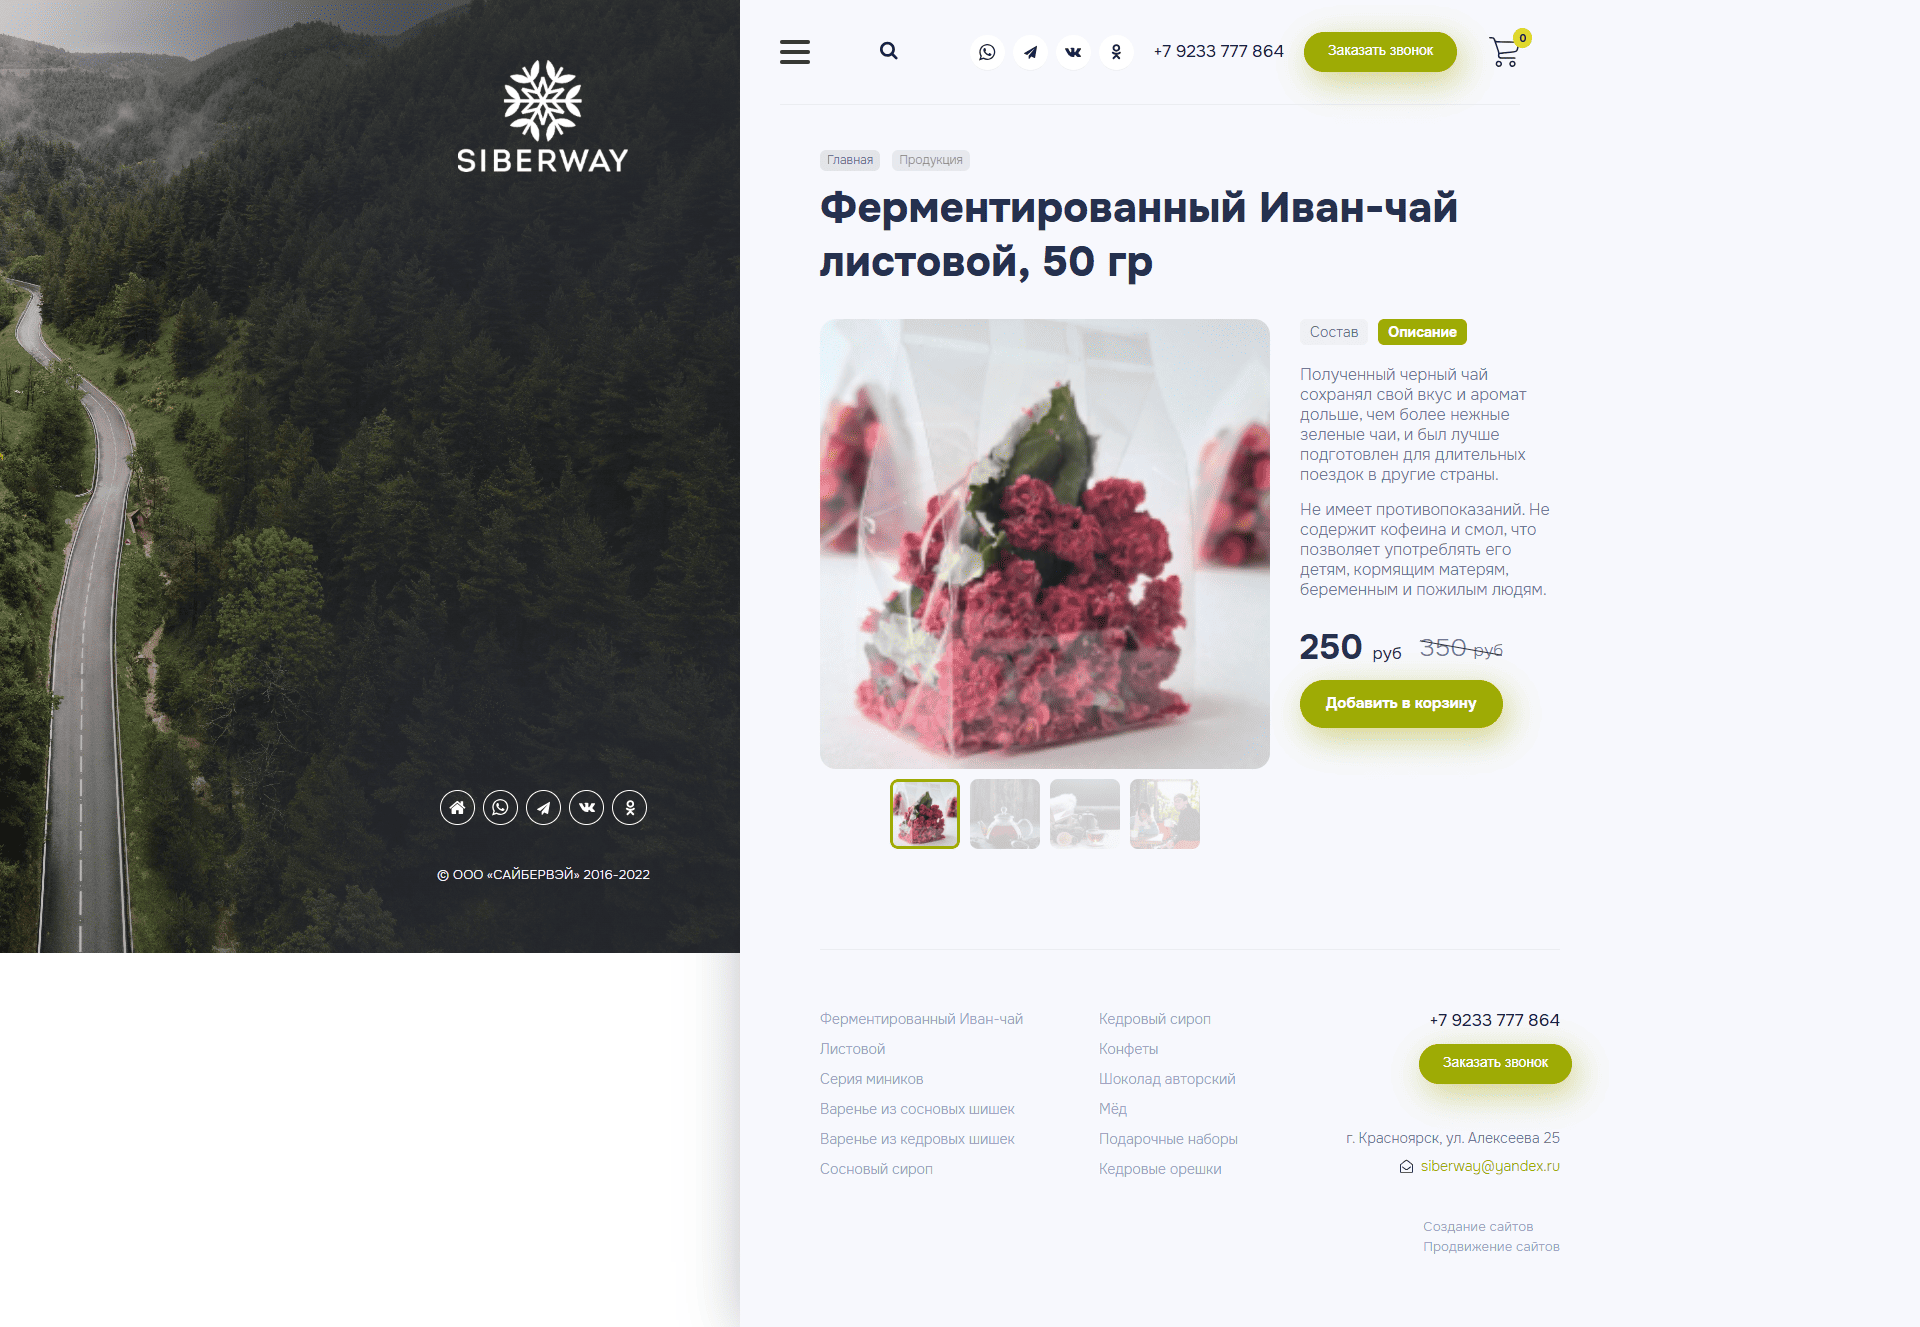 SIBERWAY
© ООО «САЙБЕРВЭЙ» 2016-2022
+7 9233 777 864
Заказать звонок
0
Главная
Продукция
Ферментированный Иван-чай
листовой, 50 гр
Состав
Описание
Полученный черный чай
сохранял свой вкус и аромат
дольше, чем более нежные
зеленые чаи, и был лучше
подготовлен для длительных
поездок в другие страны.
Не имеет противопоказаний. Не
содержит кофеина и смол, что
позволяет употреблять его
детям, кормящим матерям,
беременным и пожилым людям.
250 руб 350 руб
Добавить в корзину
Ферментированный Иван-чай
Листовой
Серия миников
Варенье из сосновых шишек
Варенье из кедровых шишек
Сосновый сироп
Кедровый сироп
Конфеты
Шоколад авторский
Мёд
Подарочные наборы
Кедровые орешки
+7 9233 777 864
Заказать звонок
г. Красноярск, ул. Алексеева 25
siberway@yandex.ru
Создание сайтов
Продвижение сайтов